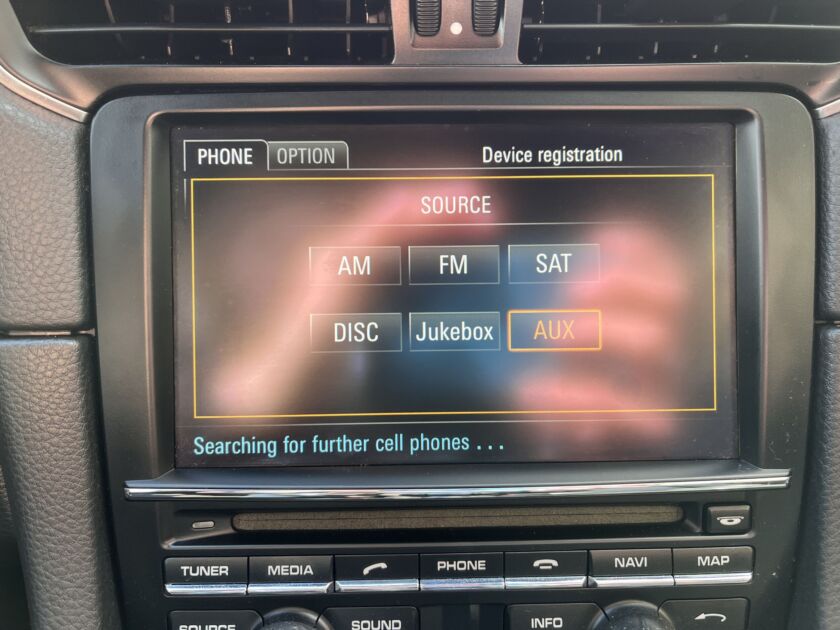 PHONE OPTION Device registration
SOURCE
AM FM SAT
DISC Jukebox AUX
Searching for further cell phones . . .
TUNER MEDIA PHONE NAVI MAP
SOURCE SOUND INFO